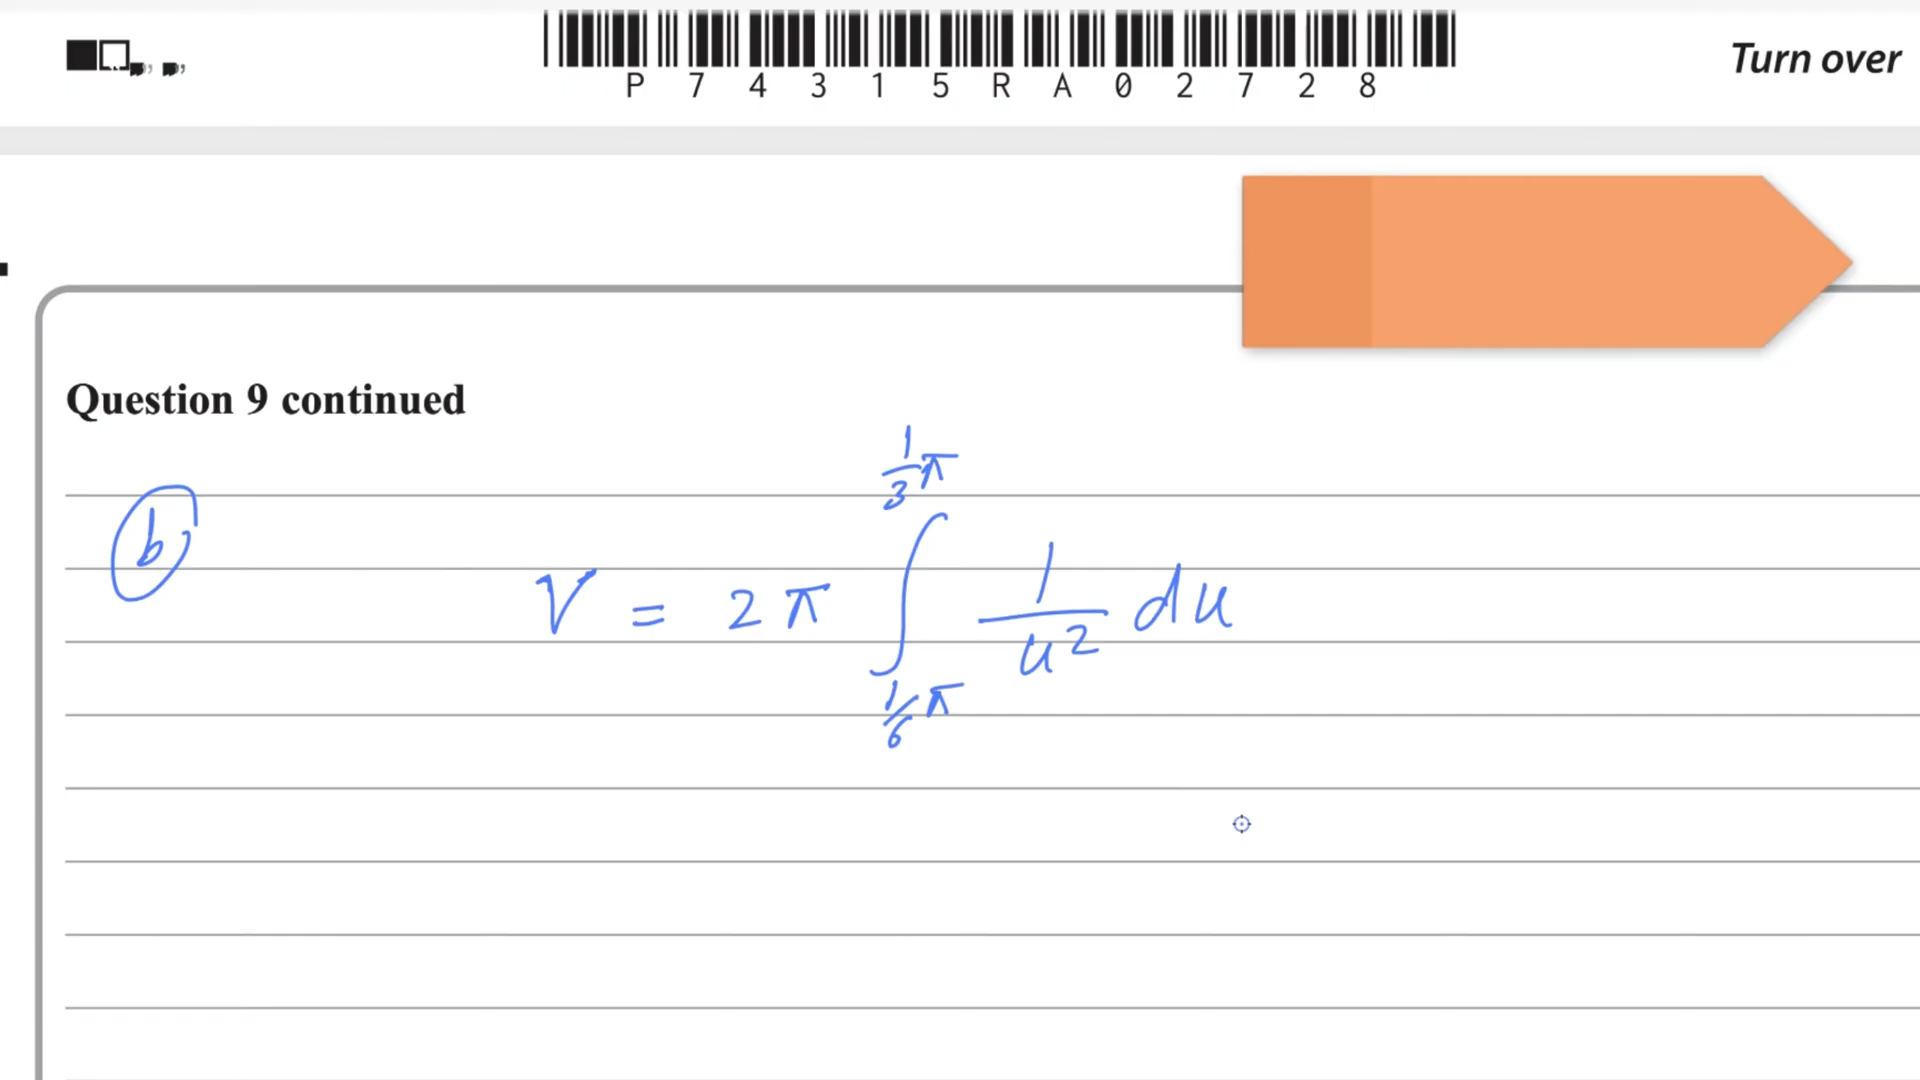 P 7 4 3 1 5 R A 0 2 7 2 8
Turn over
Question 9 continued
b
V = 2π ∫_{1/6 π}^{1/3 π} 1/u² du